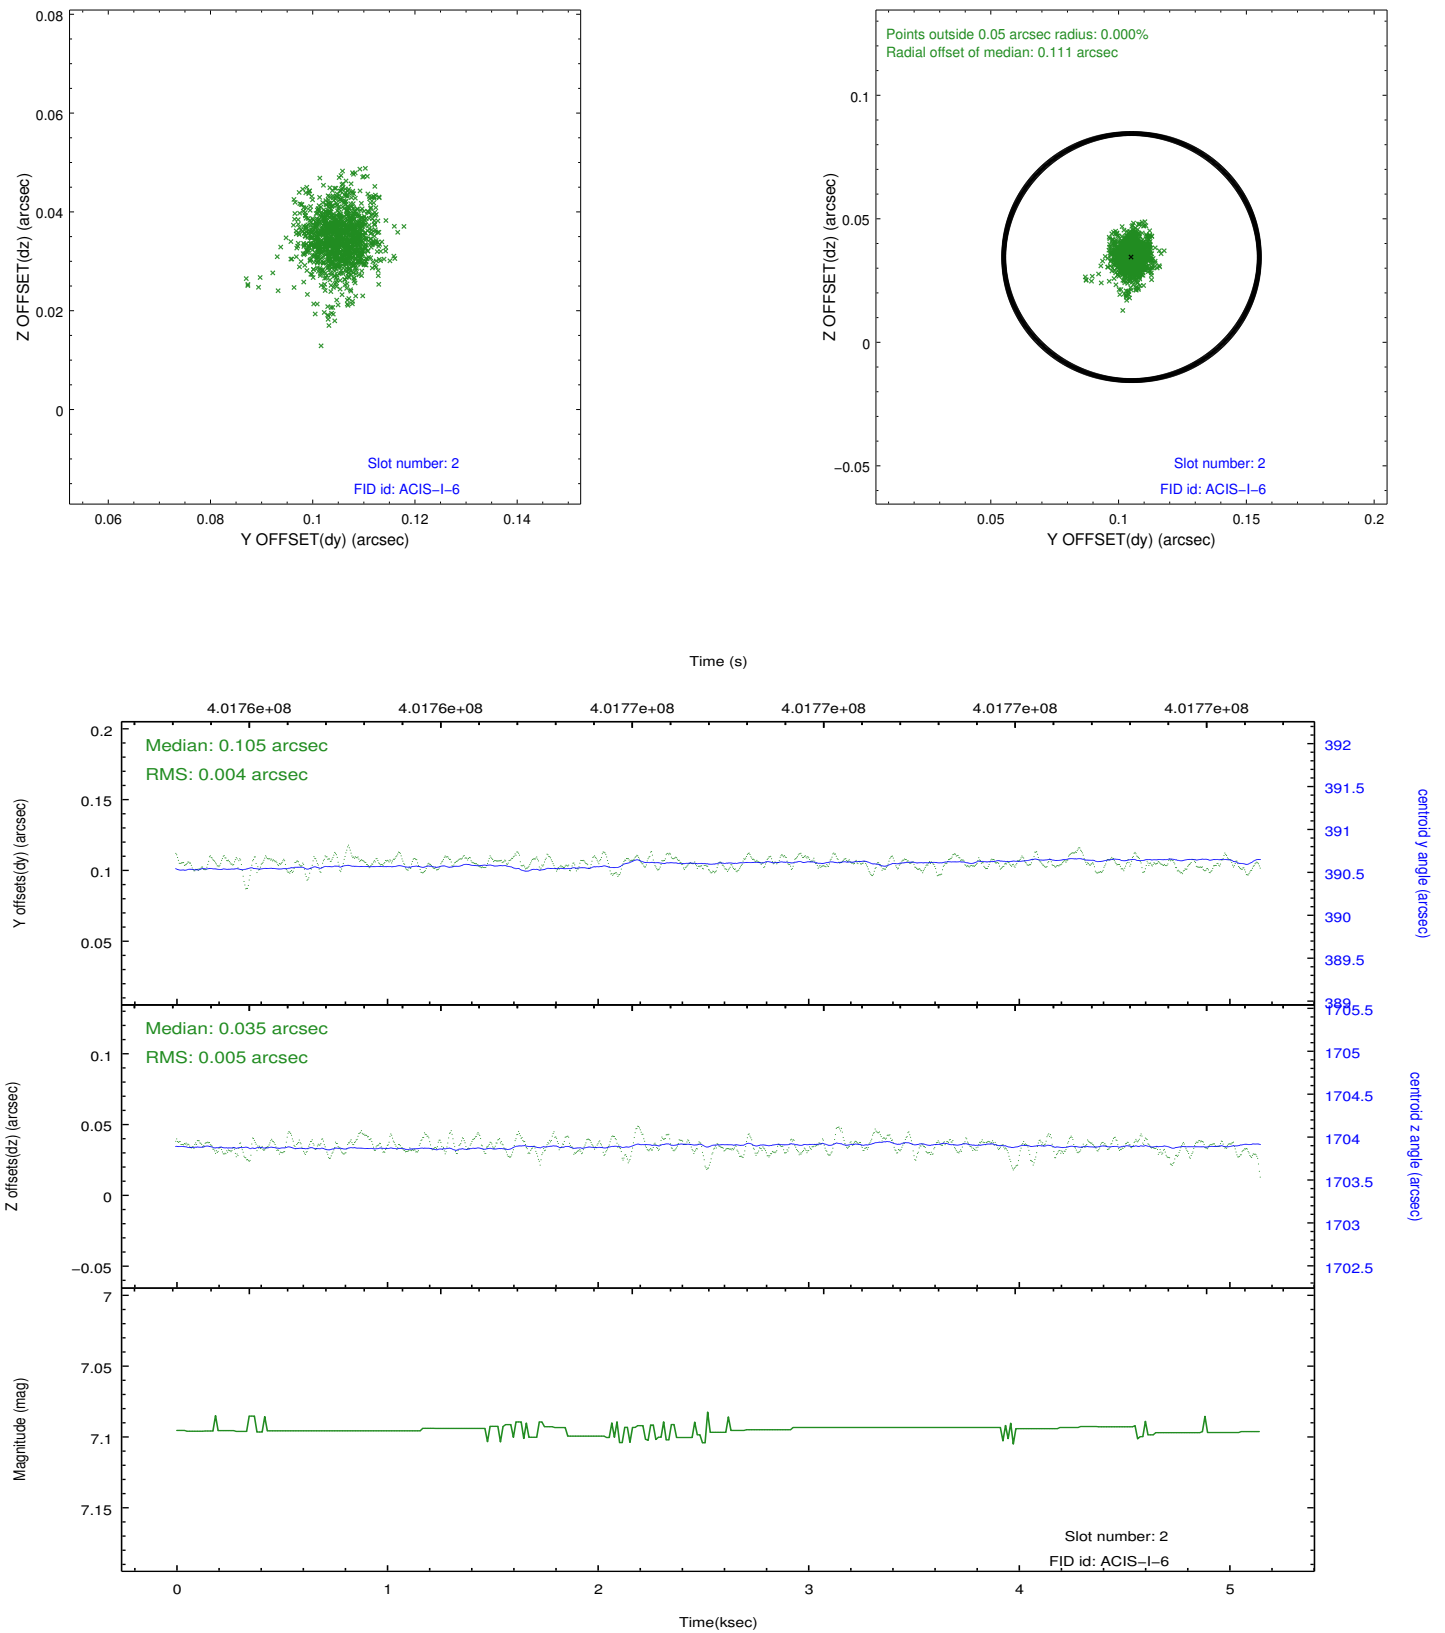 0.08
0.06
0.04
0.02
0
Z OFFSET(dz) (arcsec)
Slot number: 2
FID id: ACIS−I−6
0.06 0.08 0.1 0.12 0.14
Y OFFSET(dy) (arcsec)
Points outside 0.05 arcsec radius: 0.000%
Radial offset of median: 0.111 arcsec
0.1
0.05
0
−0.05
Z OFFSET(dz) (arcsec)
Slot number: 2
FID id: ACIS−I−6
0.05 0.1 0.15 0.2
Y OFFSET(dy) (arcsec)
Time (s)
4.0176e+08 4.0176e+08 4.0177e+08 4.0177e+08 4.0177e+08 4.0177e+08
Median: 0.105 arcsec
RMS: 0.004 arcsec
0.2
0.15
0.1
0.05
Y offsets(dy) (arcsec)
392
391.5
391
390.5
390
389.5
389
centroid y angle (arcsec)
Median: 0.035 arcsec
RMS: 0.005 arcsec
0.1
0.05
0
−0.05
Z offsets(dz) (arcsec)
1705.5
1705
1704.5
1704
1703.5
1703
1702.5
centroid z angle (arcsec)
7
7.05
7.1
7.15
Magnitude (mag)
Slot number: 2
FID id: ACIS−I−6
0 1 2 3 4 5
Time(ksec)